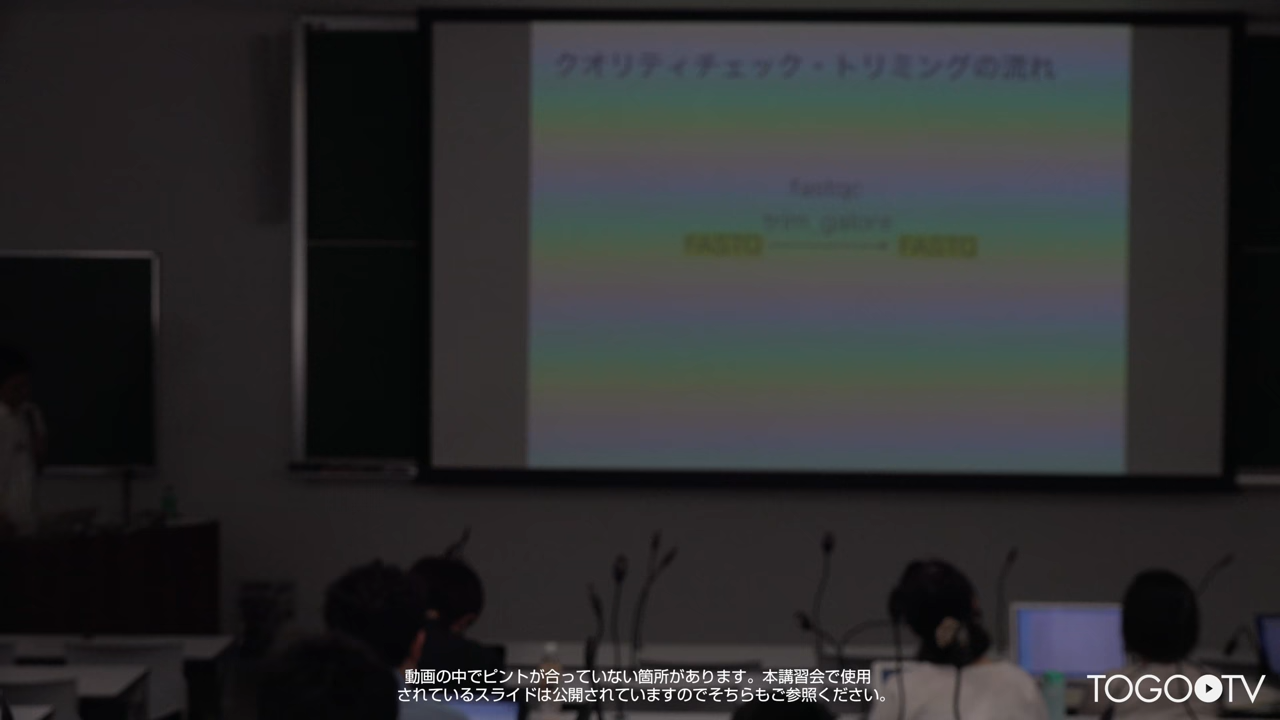 クオリティチェック・トリミングの流れ
fastqc
trim_galore
FASTQ
FASTQ
動画の中でピントが合っていない箇所があります。本講習会で使用
されているスライドは公開されていますのでそちらもご参照ください。
TOGOTV